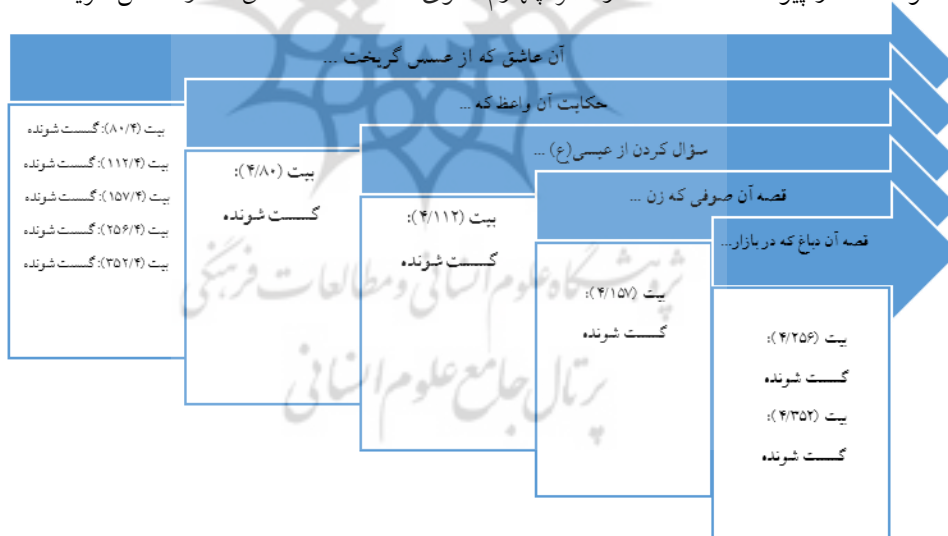 آن عاشق که از عسس گریخت ...
حکایت آن واعظ که ...
سؤال کردن از عیسی(ع) ...
قصه آن صوفی که زن ...
قصه آن دباغ که در بازار...
بیت (۸۰/۴): گسست شونده
بیت (۱۱۲/۴): گسست شونده
بیت (۱۵۷/۴): گسست شونده
بیت (۲۵۶/۴): گسست شونده
بیت (۳۵۲/۴): گسست شونده
بیت (۴/۸۰):
گسست شونده
بیت (۴/۱۱۲):
گسست شونده
بیت (۴/۱۵۷):
گسست شونده
بیت (۴/۲۵۶):
گسست شونده
بیت (۴/۳۵۲):
گسست شونده
پژوهشگاه علوم انسانی و مطالعات فرهنگی
پرتال جامع علوم انسانی